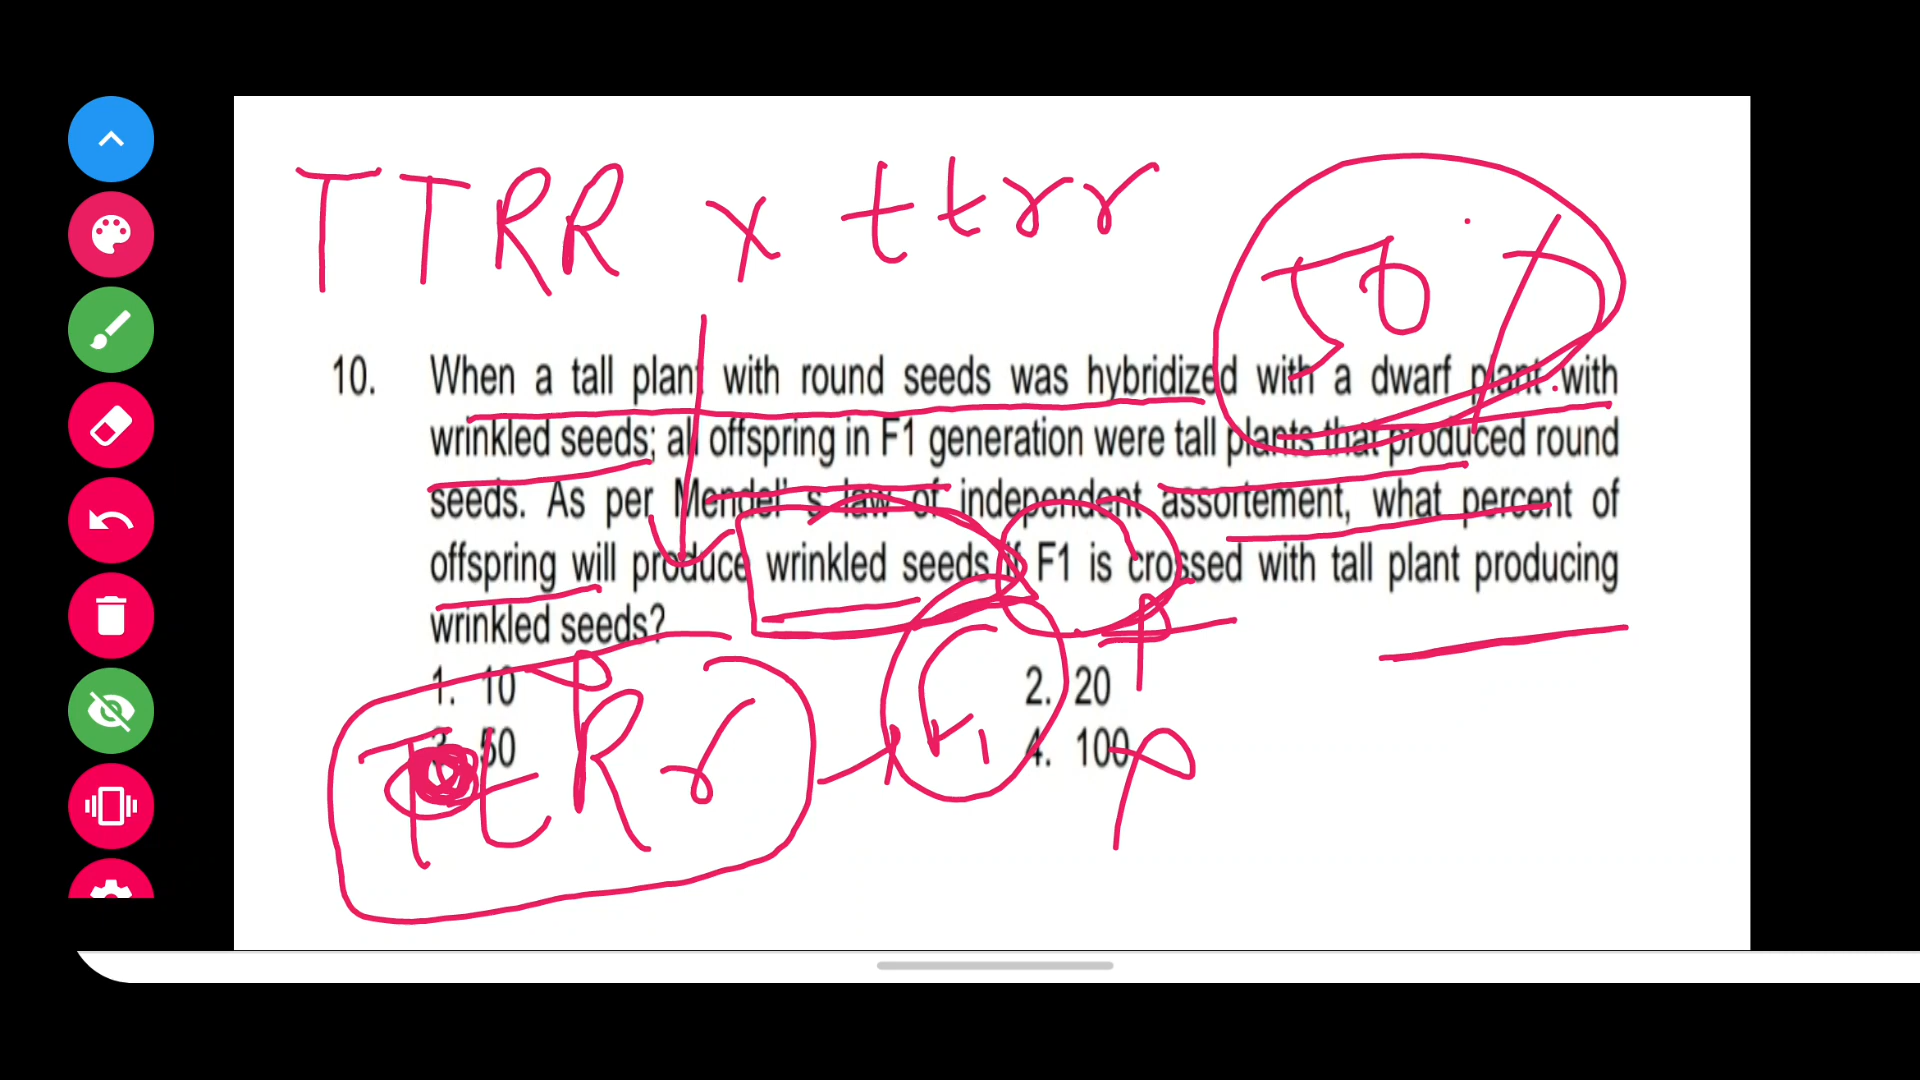 TTRR x ttrr
50%
10. When a tall plant with round seeds was hybridized with a dwarf plant with
wrinkled seeds; all offspring in F1 generation were tall plants that produced round
seeds. As per Mendel' s law of independent assortement, what percent of
offspring will produce wrinkled seeds if F1 is crossed with tall plant producing
wrinkled seeds?
1. 10 2. 20
3. 50 4. 100
TtRr F1